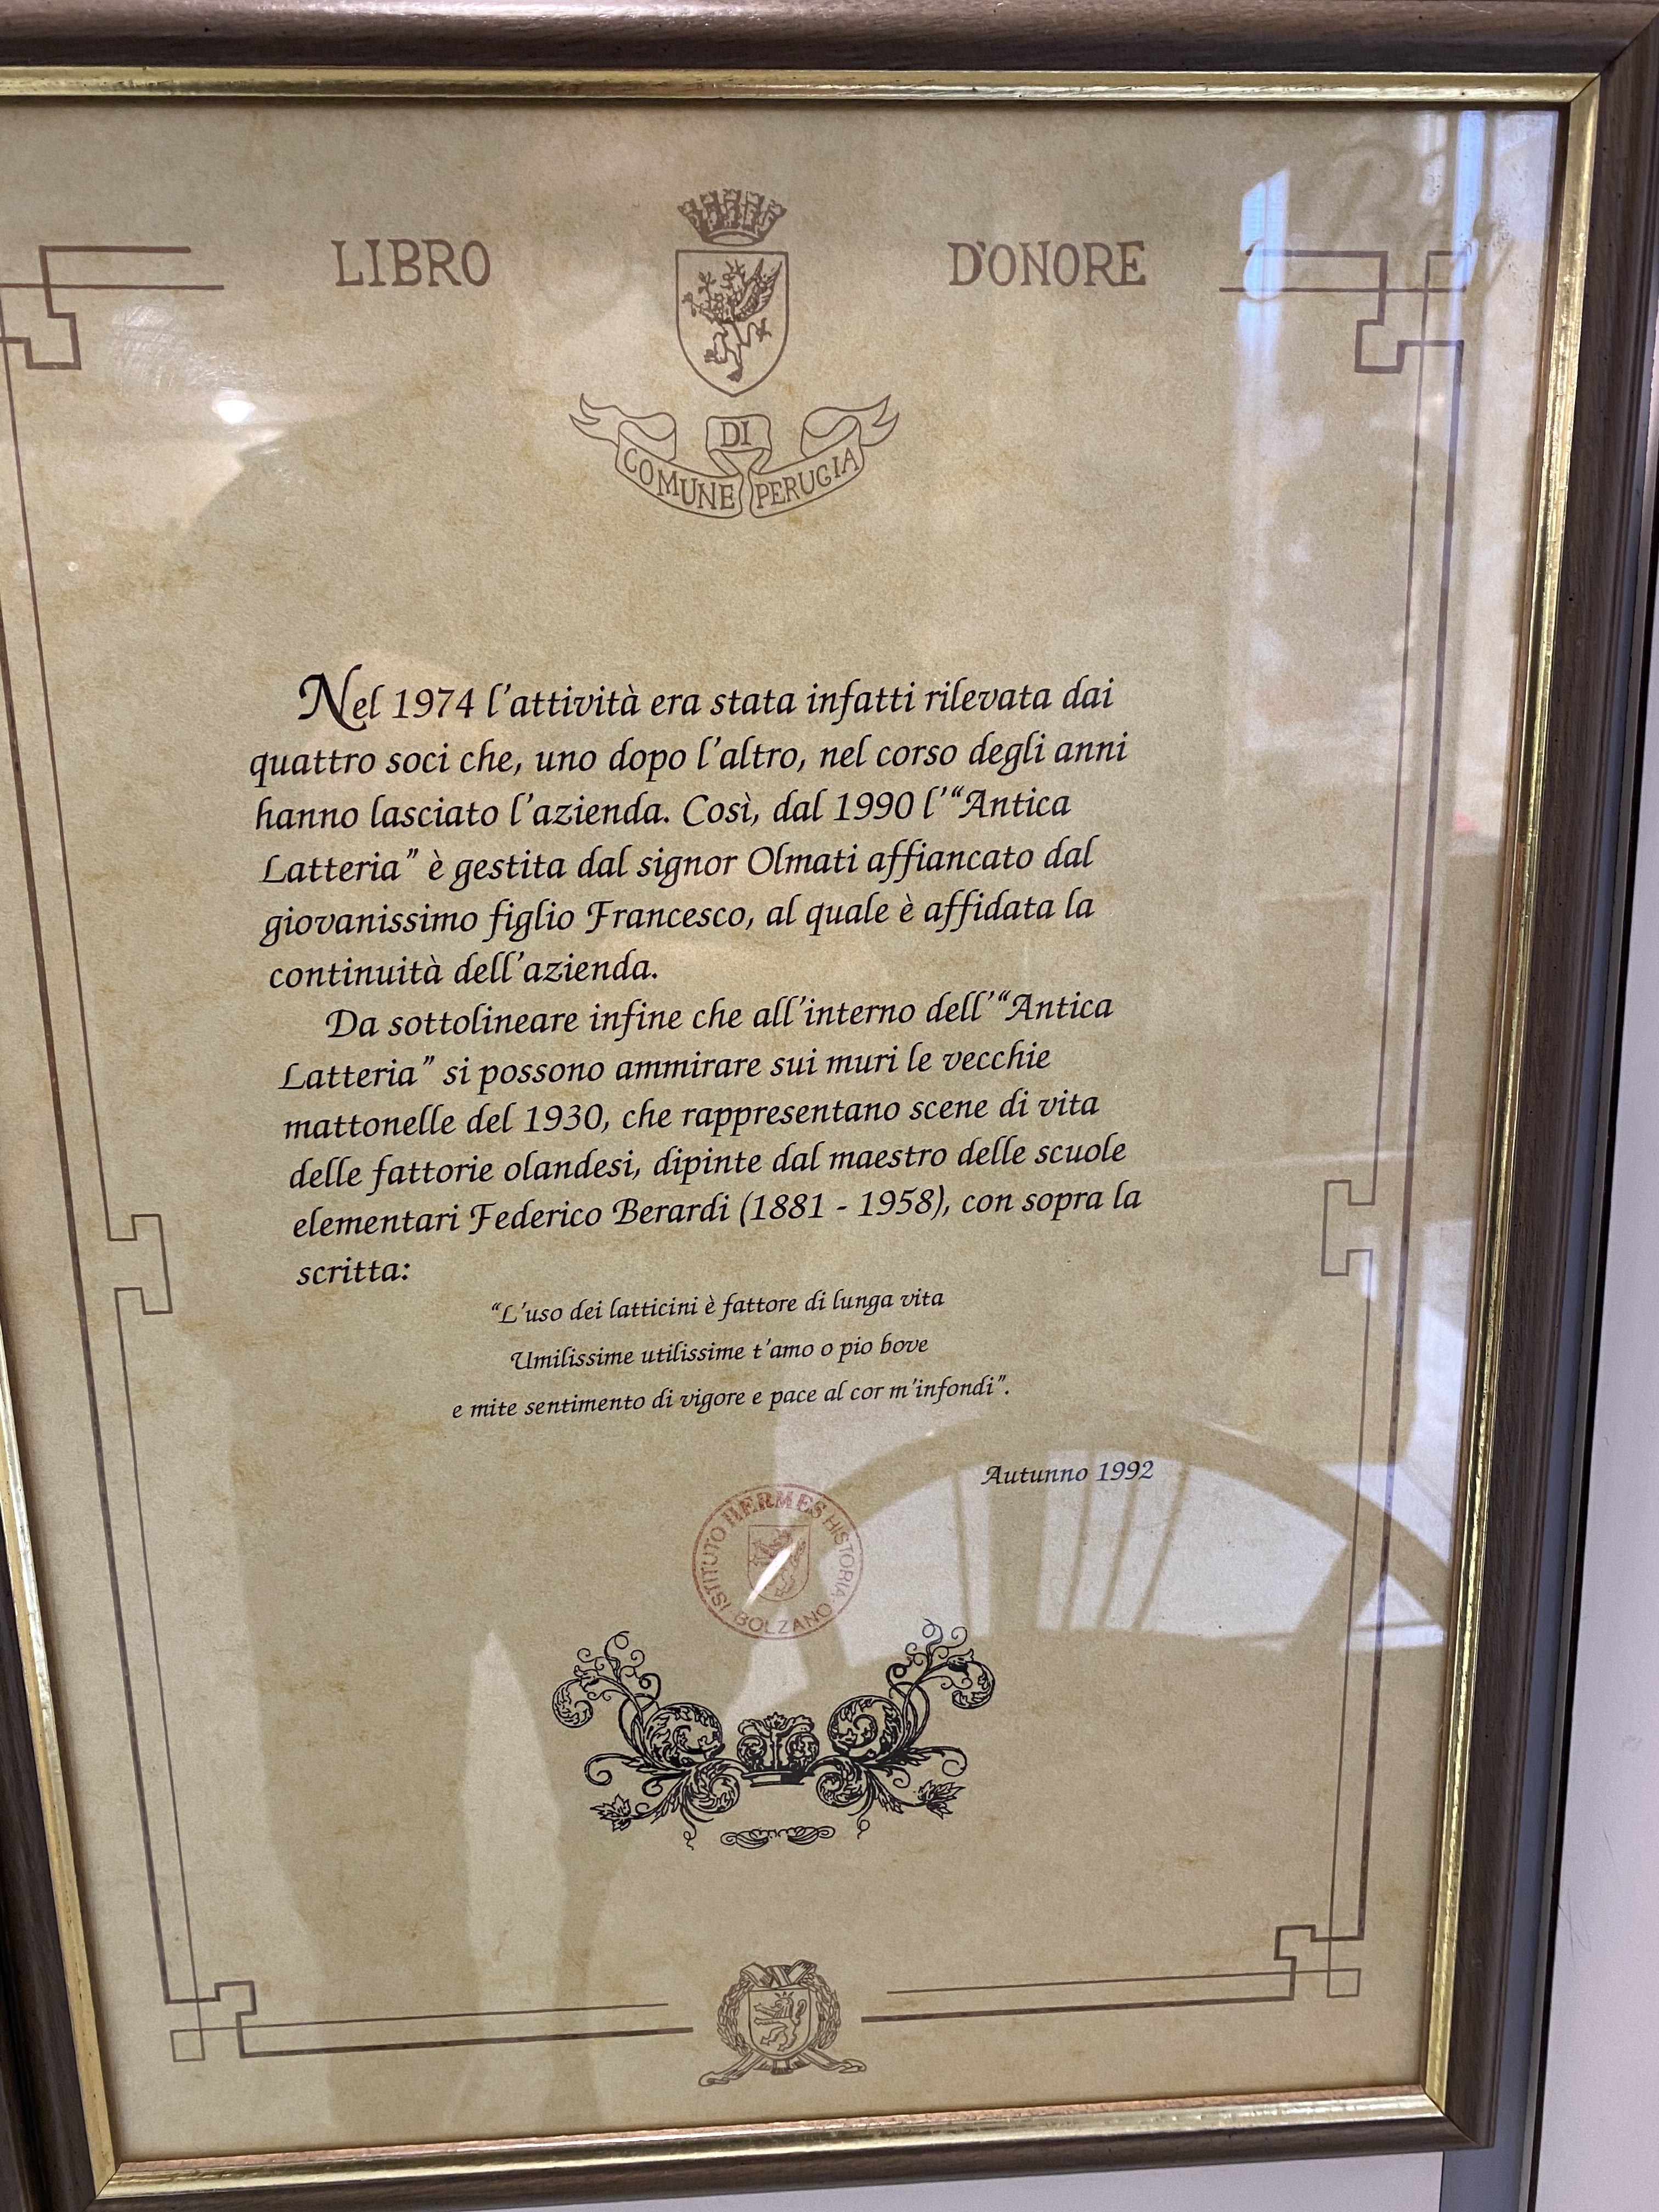 LIBRO D'ONORE
COMUNE DI PERUGIA
Nel 1974 l'attività era stata infatti rilevata dai
quattro soci che, uno dopo l'altro, nel corso degli anni
hanno lasciato l'azienda. Così, dal 1990 l'“Antica
Latteria” è gestita dal signor Olmati affiancato dal
giovanissimo figlio Francesco, al quale è affidata la
continuità dell'azienda.
Da sottolineare infine che all'interno dell'“Antica
Latteria” si possono ammirare sui muri le vecchie
mattonelle del 1930, che rappresentano scene di vita
delle fattorie olandesi, dipinte dal maestro delle scuole
elementari Federico Berardi (1881 - 1958), con sopra la
scritta:
“L'uso dei latticini è fattore di lunga vita
Umilissime utilissime t'amo o pio bove
e mite sentimento di vigore e pace al cor m'infondi”.
Autunno 1992
ISTITUTO HERMES HISTORIA
BOLZANO